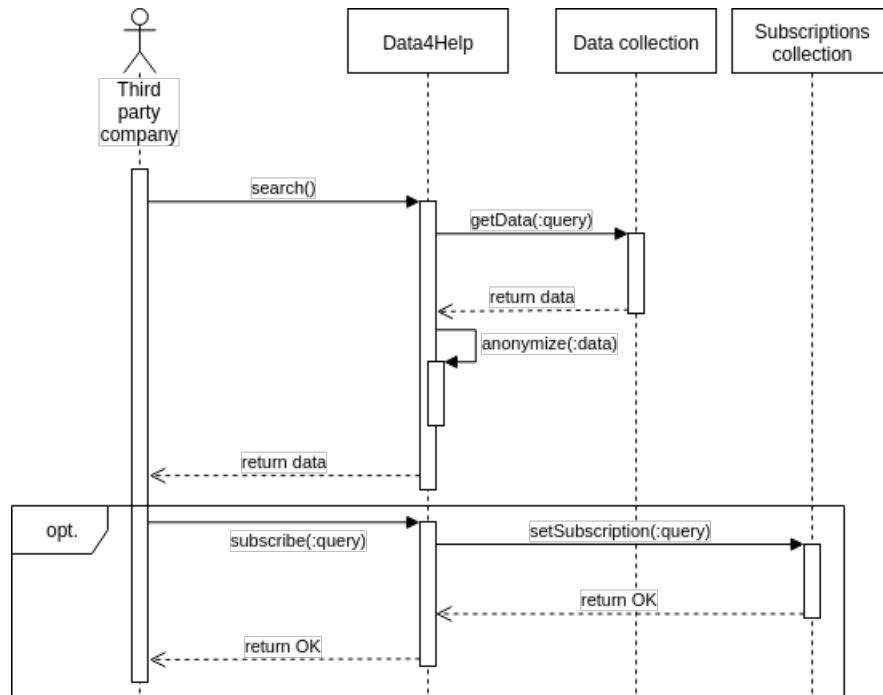 Data4Help
Data collection
Subscriptions
collection
Third
party
company
search()
getData(:query)
return data
anonymize(:data)
return data
opt.
subscribe(:query)
setSubscription(:query)
return OK
return OK